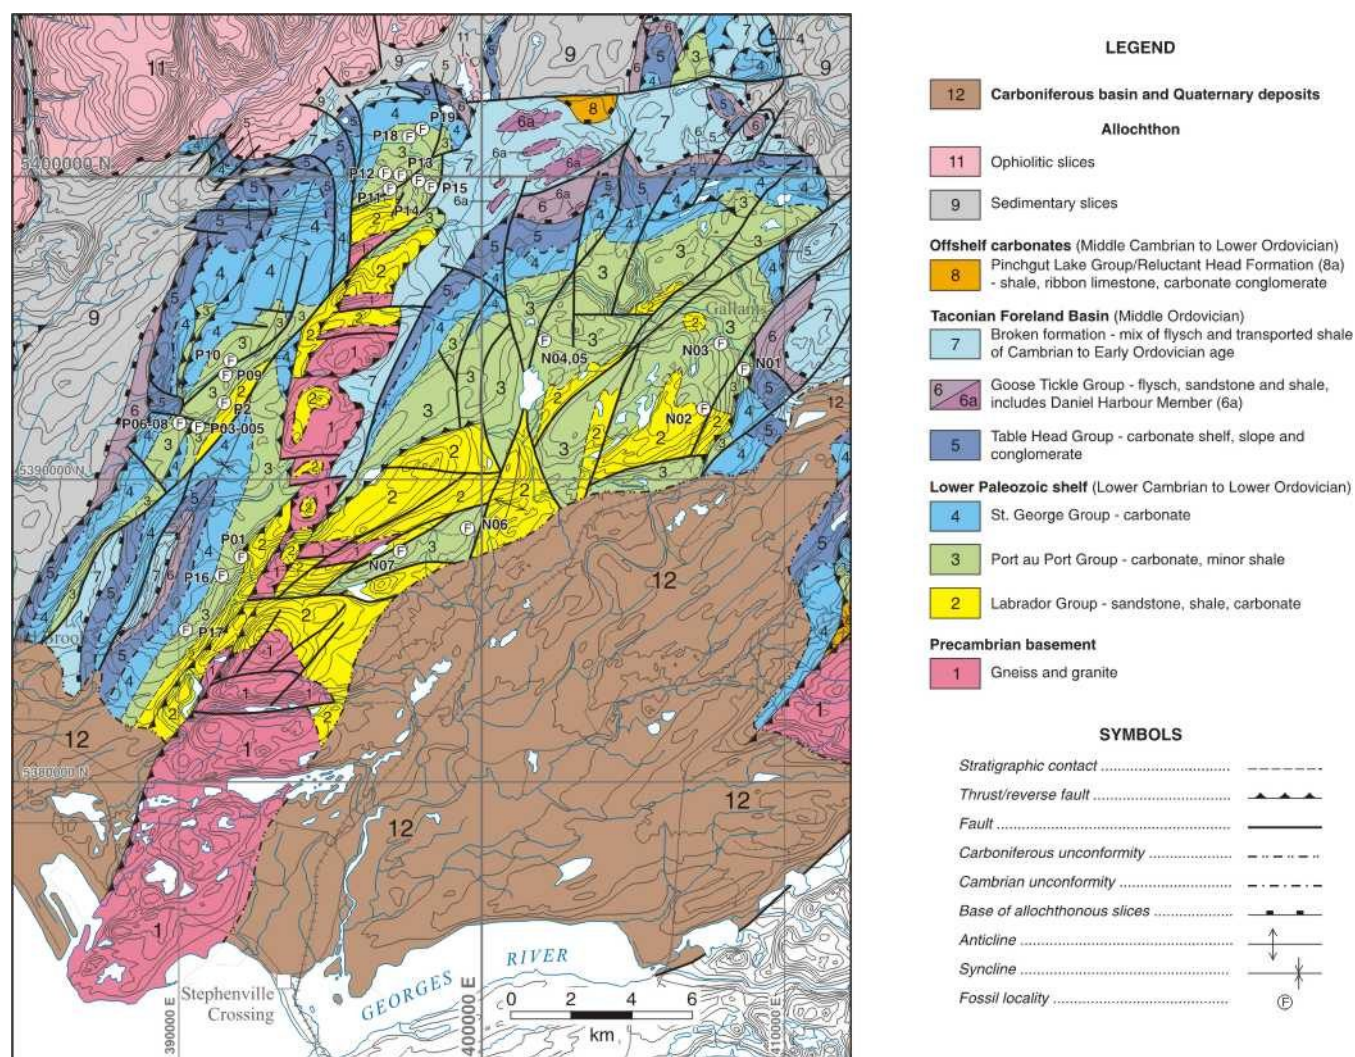 LEGEND
12 Carboniferous basin and Quaternary deposits
Allochthon
11 Ophiolitic slices
9 Sedimentary slices
Offshelf carbonates (Middle Cambrian to Lower Ordovician)
8 Pinchgut Lake Group/Reluctant Head Formation (8a)
- shale, ribbon limestone, carbonate conglomerate
Taconian Foreland Basin (Middle Ordovician)
7 Broken formation - mix of flysch and transported shale
of Cambrian to Early Ordovician age
6 6a Goose Tickle Group - flysch, sandstone and shale,
includes Daniel Harbour Member (6a)
5 Table Head Group - carbonate shelf, slope and
conglomerate
Lower Paleozoic shelf (Lower Cambrian to Lower Ordovician)
4 St. George Group - carbonate
3 Port au Port Group - carbonate, minor shale
2 Labrador Group - sandstone, shale, carbonate
Precambrian basement
1 Gneiss and granite
SYMBOLS
Stratigraphic contact
Thrust/reverse fault
Fault
Carboniferous unconformity
Cambrian unconformity
Base of allochthonous slices
Anticline
Syncline
Fossil locality F
5400000 N
P19
P18
P13
P12
P15
P11
P14
P10
P09
P2
P06-08
P03-005
Gallants
N04,05
N03
N01
N02
5390000 N
N06
N07
P01
P16
P17
Brook
5380000 N
Stephenville
Crossing
GEORGES RIVER
0 2 4 6
km
390000 E
400000 E
410000 E